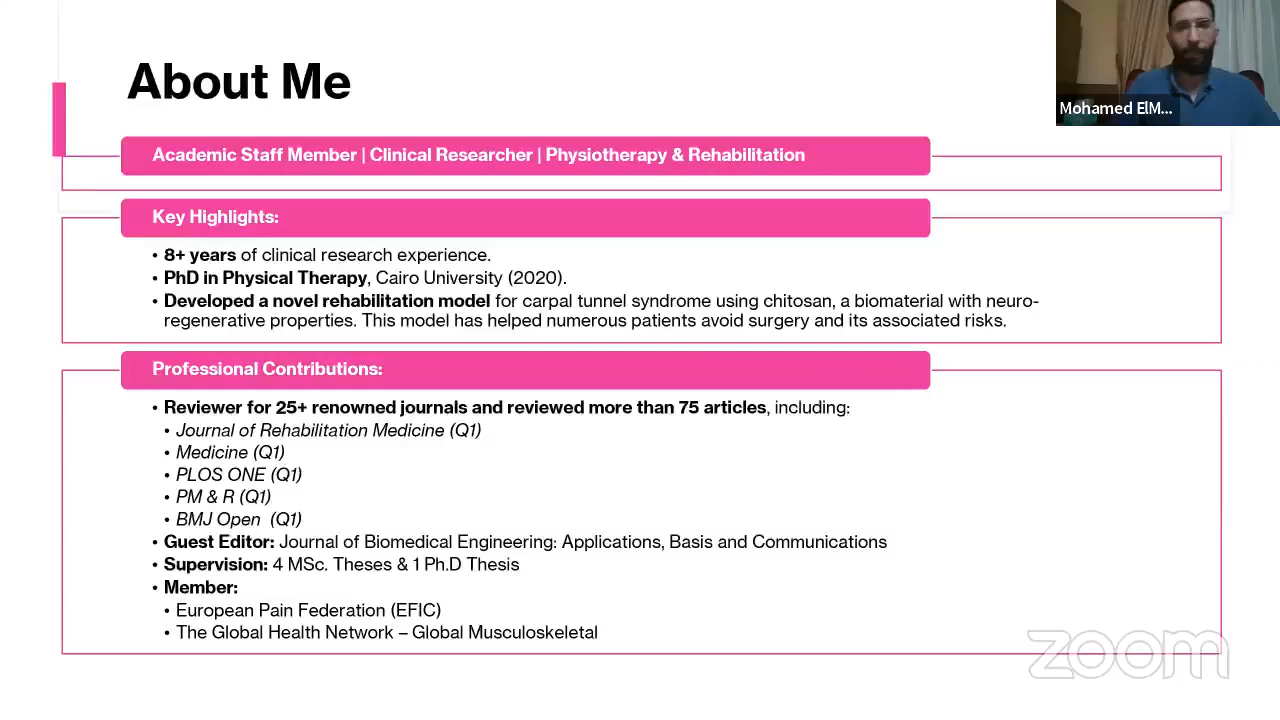 About Me
Mohamed ElM...
Academic Staff Member | Clinical Researcher | Physiotherapy & Rehabilitation
Key Highlights:
• 8+ years of clinical research experience.
• PhD in Physical Therapy, Cairo University (2020).
• Developed a novel rehabilitation model for carpal tunnel syndrome using chitosan, a biomaterial with neuro-
regenerative properties. This model has helped numerous patients avoid surgery and its associated risks.
Professional Contributions:
• Reviewer for 25+ renowned journals and reviewed more than 75 articles, including:
• Journal of Rehabilitation Medicine (Q1)
• Medicine (Q1)
• PLOS ONE (Q1)
• PM & R (Q1)
• BMJ Open  (Q1)
• Guest Editor: Journal of Biomedical Engineering: Applications, Basis and Communications
• Supervision: 4 MSc. Theses & 1 Ph.D Thesis
• Member:
• European Pain Federation (EFIC)
• The Global Health Network – Global Musculoskeletal
zoom